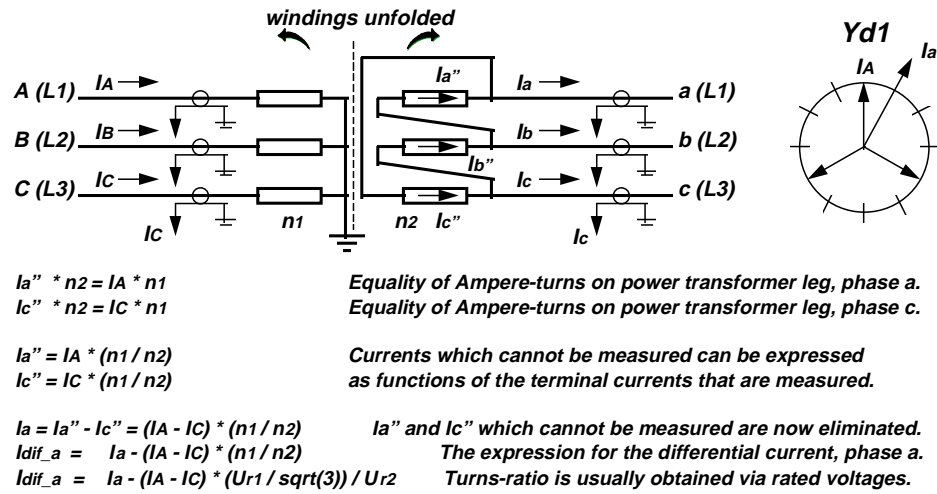 windings unfolded
Yd1
Ia
IA
A (L1) IA Ia” Ia a (L1)
B (L2) IB Ib” Ib b (L2)
C (L3) IC Ic c (L3)
IC n1 n2 Ic” Ic
Ia” * n2 = IA * n1 Equality of Ampere-turns on power transformer leg, phase a.
Ic” * n2 = IC * n1 Equality of Ampere-turns on power transformer leg, phase c.
Ia” = IA * (n1 / n2) Currents which cannot be measured can be expressed
Ic” = IC * (n1 / n2) as functions of the terminal currents that are measured.
Ia = Ia” - Ic” = (IA - IC) * (n1 / n2) Ia” and Ic” which cannot be measured are now eliminated.
Idif_a = Ia - (IA - IC) * (n1 / n2) The expression for the differential current, phase a.
Idif_a = Ia - (IA - IC) * (Ur1 / sqrt(3)) / Ur2 Turns-ratio is usually obtained via rated voltages.